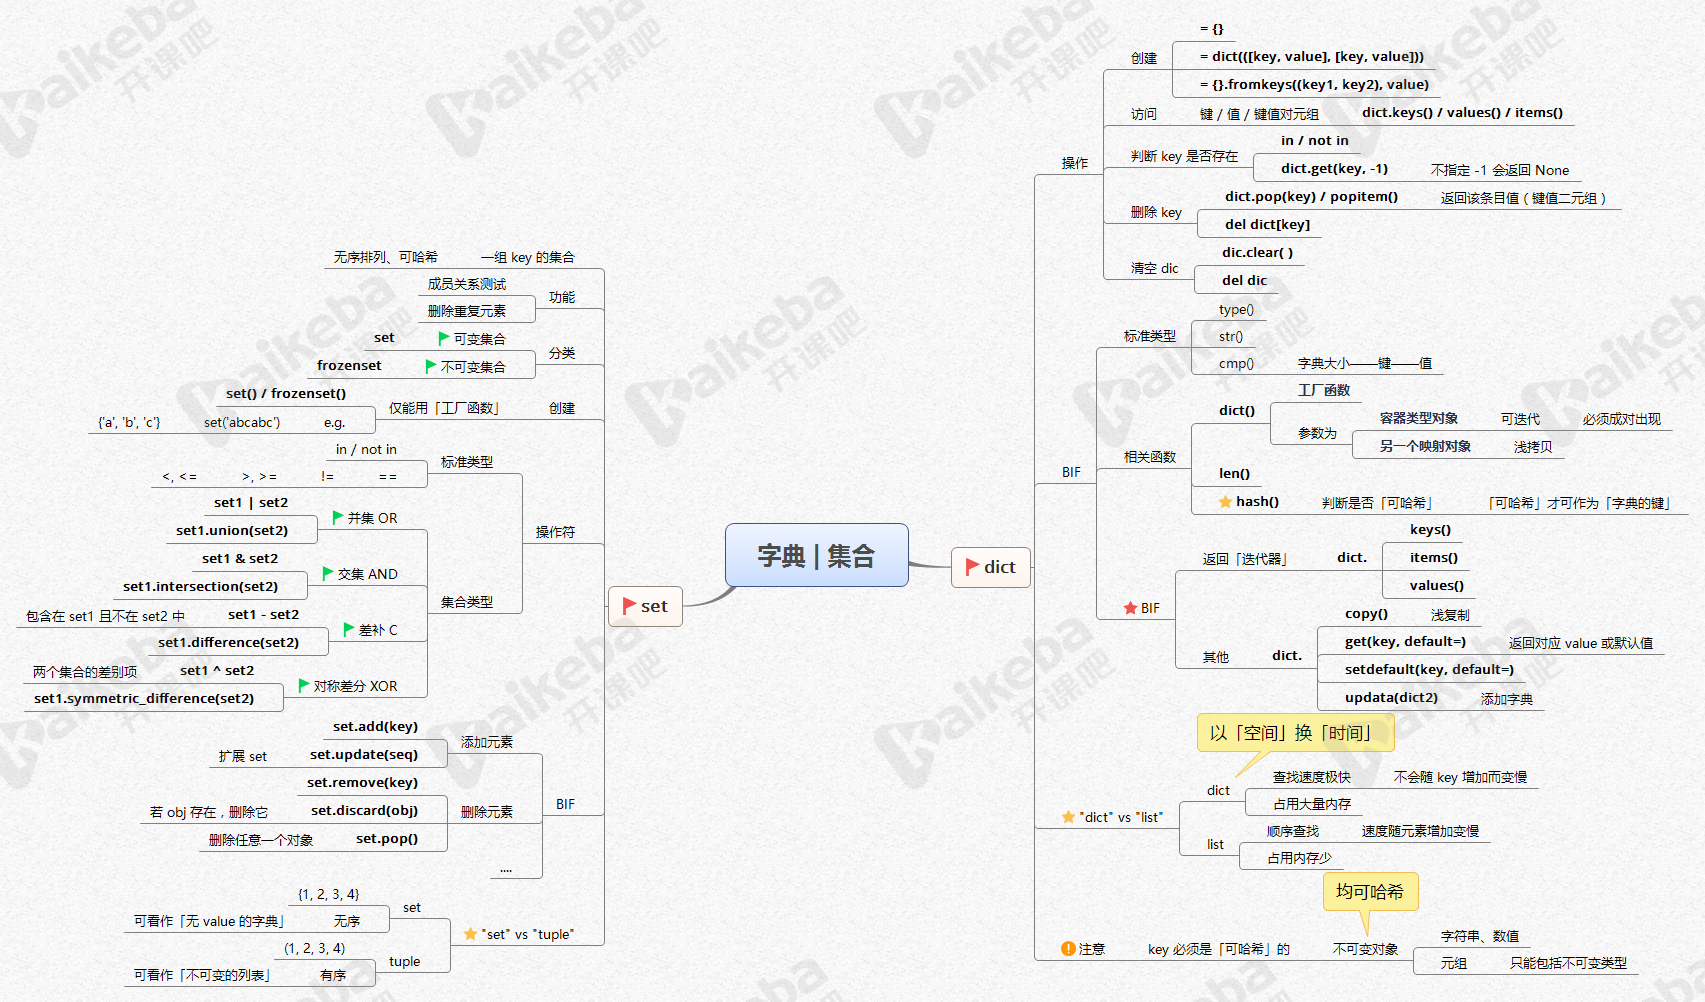 字典 | 集合
dict
操作
创建
= {}
= dict(([key, value], [key, value]))
= {}.fromkeys((key1, key2), value)
访问 键 / 值 / 键值对元组 dict.keys() / values() / items()
判断 key 是否存在
in / not in
dict.get(key, -1) 不指定 -1 会返回 None
删除 key
dict.pop(key) / popitem() 返回该条目值（键值二元组）
del dict[key]
清空 dic
dic.clear( )
del dic
BIF
标准类型
type()
str()
cmp() 字典大小——键——值
相关函数
dict()
工厂函数
参数为
容器类型对象 可迭代 必须成对出现
另一个映射对象 浅拷贝
len()
hash() 判断是否「可哈希」 「可哈希」才可作为「字典的键」
BIF
返回「迭代器」 dict.
keys()
items()
values()
其他 dict.
copy() 浅复制
get(key, default=) 返回对应 value 或默认值
setdefault(key, default=)
updata(dict2) 添加字典
以「空间」换「时间」
"dict" vs "list"
dict
查找速度极快 不会随 key 增加而变慢
占用大量内存
list
顺序查找 速度随元素增加变慢
占用内存少
均可哈希
注意 key 必须是「可哈希」的 不可变对象
字符串、数值
元组 只能包括不可变类型
set
无序排列、可哈希 一组 key 的集合
功能
成员关系测试
删除重复元素
分类
set 可变集合
frozenset 不可变集合
创建 仅能用「工厂函数」
set() / frozenset()
{'a', 'b', 'c'} set('abcabc') e.g.
操作符
标准类型
in / not in
<, <= >, >= != ==
集合类型
并集 OR
set1 | set2
set1.union(set2)
交集 AND
set1 & set2
set1.intersection(set2)
差补 C
包含在 set1 且不在 set2 中 set1 - set2
set1.difference(set2)
对称差分 XOR
两个集合的差别项 set1 ^ set2
set1.symmetric_difference(set2)
BIF
添加元素
set.add(key)
扩展 set set.update(seq)
删除元素
set.remove(key)
若 obj 存在，删除它 set.discard(obj)
删除任意一个对象 set.pop()
....
"set" vs "tuple"
set
{1, 2, 3, 4}
可看作「无 value 的字典」 无序
tuple
(1, 2, 3, 4)
可看作「不可变的列表」 有序
Kaikeba
开课吧